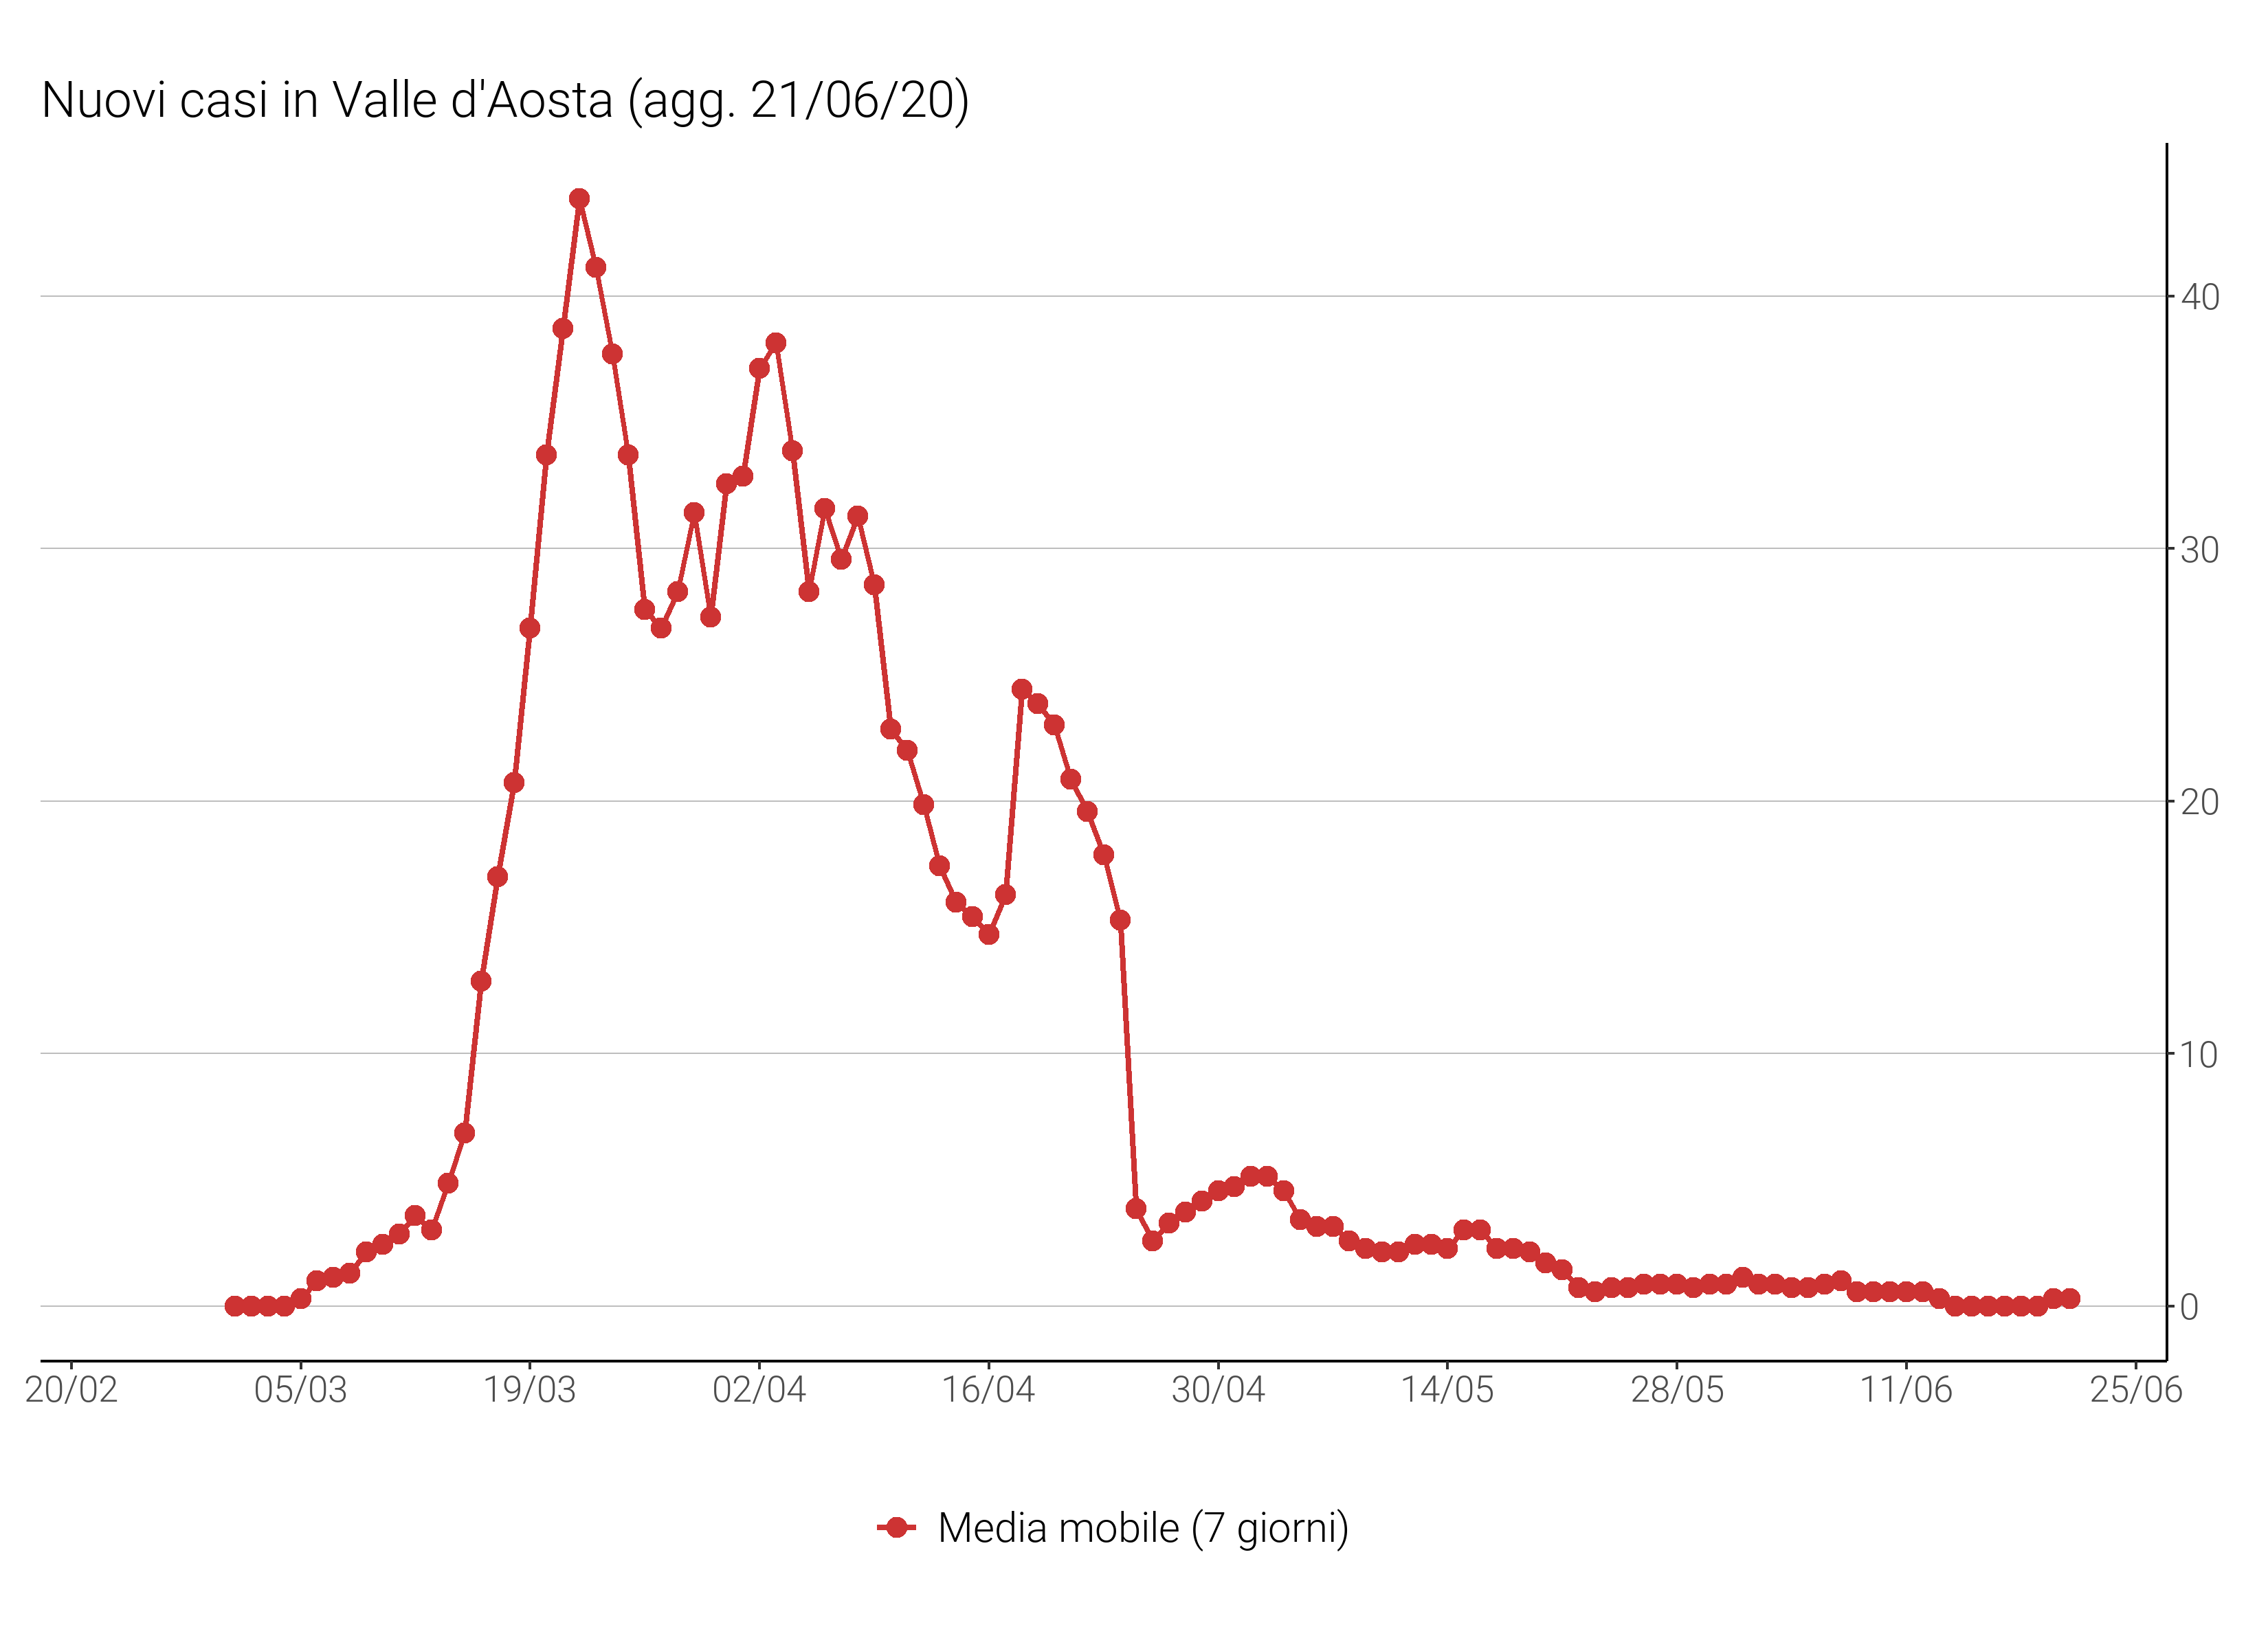 Nuovi casi in Valle d'Aosta (agg. 21/06/20)
40
30
20
10
0
20/02 05/03 19/03 02/04 16/04 30/04 14/05 28/05 11/06 25/06
Media mobile (7 giorni)